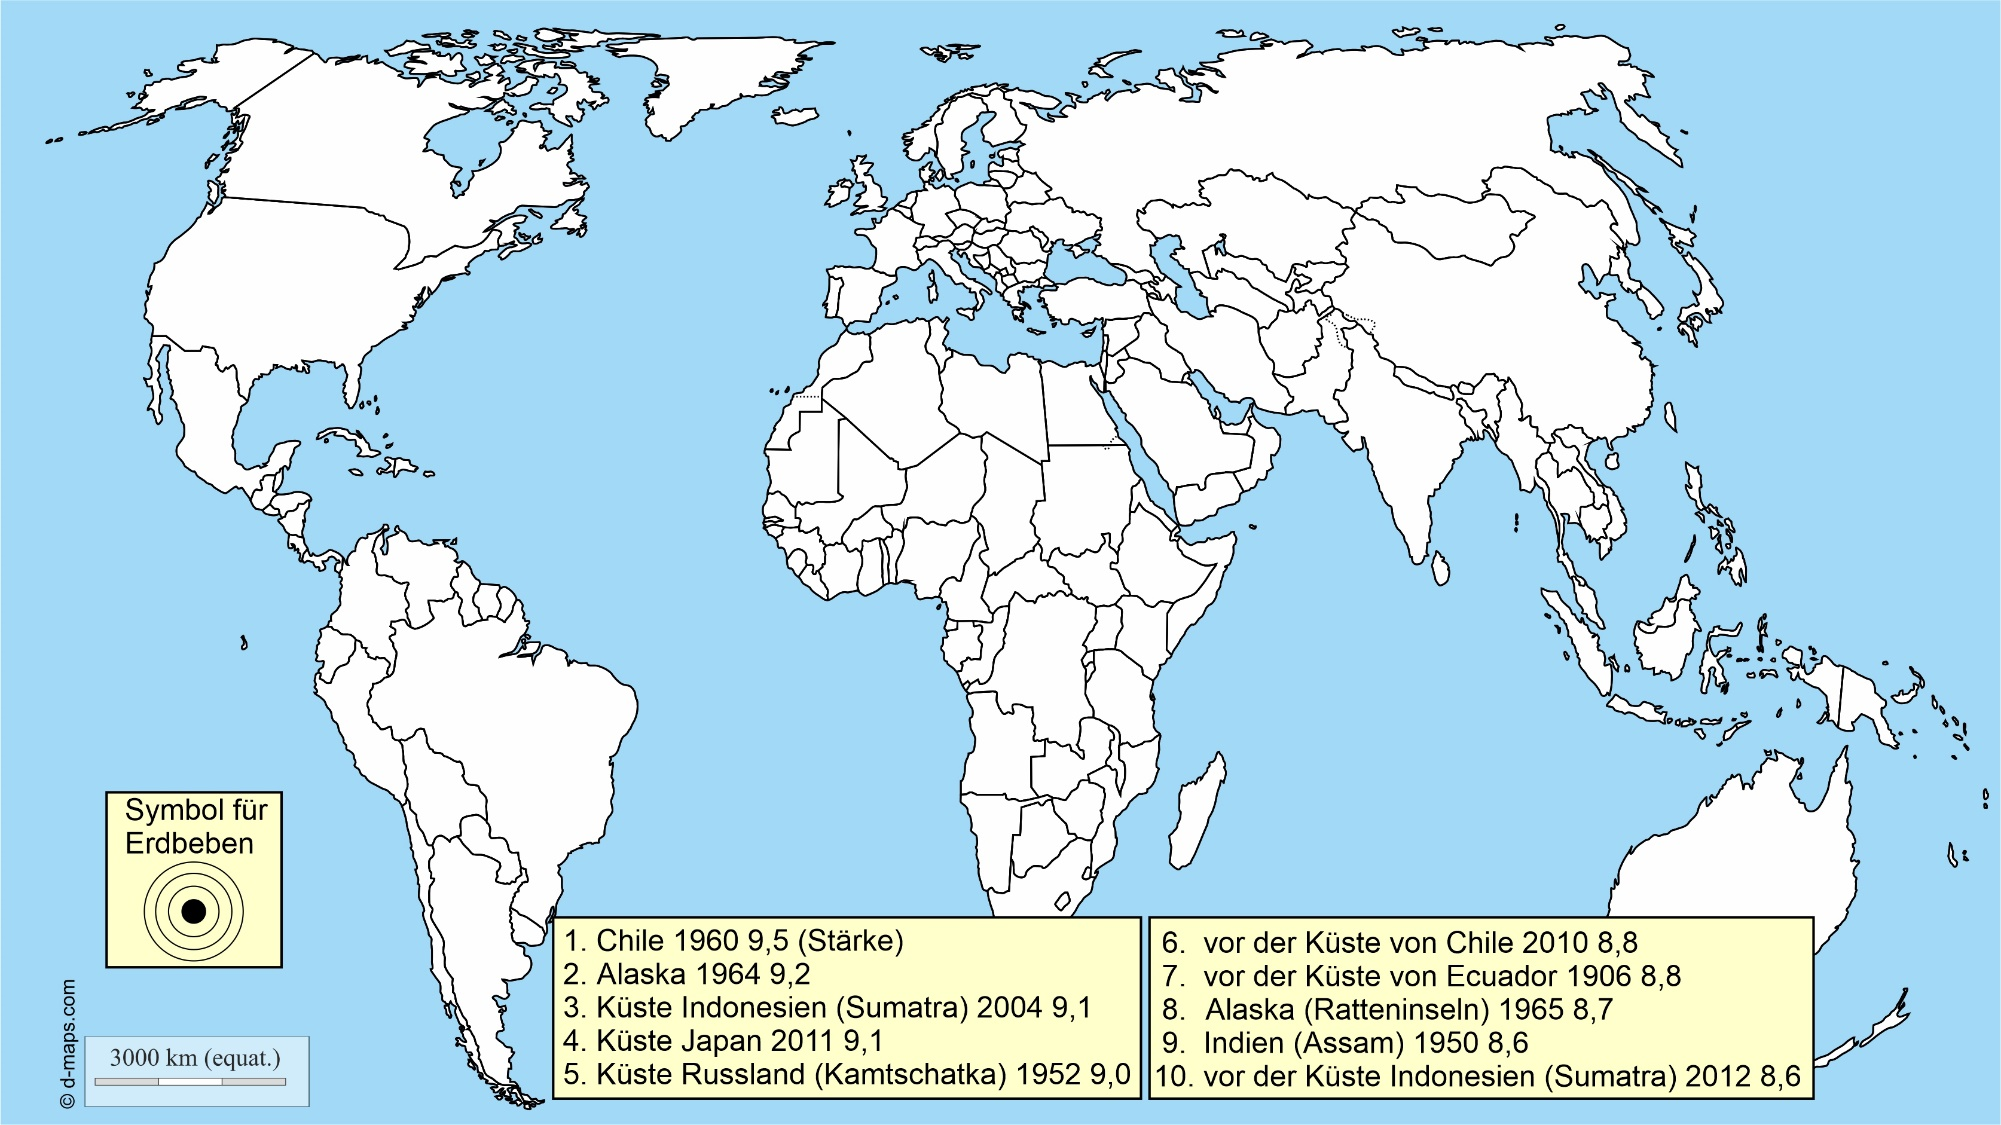 Symbol für
Erdbeben
1. Chile 1960 9,5 (Stärke)
2. Alaska 1964 9,2
3. Küste Indonesien (Sumatra) 2004 9,1
4. Küste Japan 2011 9,1
5. Küste Russland (Kamtschatka) 1952 9,0
6. vor der Küste von Chile 2010 8,8
7. vor der Küste von Ecuador 1906 8,8
8. Alaska (Ratteninseln) 1965 8,7
9. Indien (Assam) 1950 8,6
10. vor der Küste Indonesien (Sumatra) 2012 8,6
3000 km (equat.)
© d-maps.com